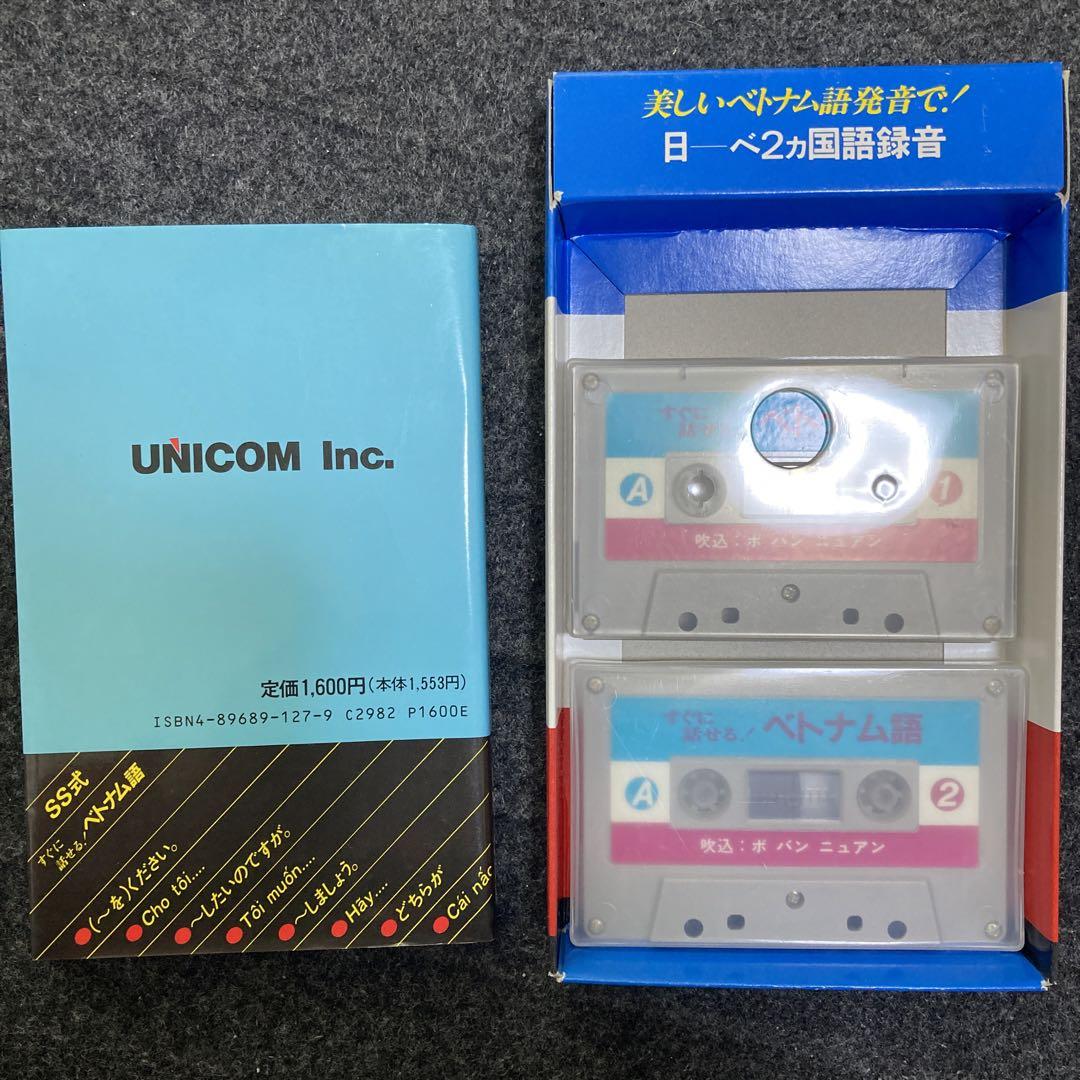 UNICOM Inc.
定価1,600円(本体1,553円)
ISBN4-89689-127-9 C2982 P1600E
SS式
すぐに
話せる!
ベトナム語
(〜を)ください。
Cho tôi....
〜したいのですが。
Tôi muốn....
〜しましょう。
Hãy....
どちらが
Cái nắc
美しいベトナム語発音で!
日―ベ2カ国語録音
A
1
吹込:ボ バン ニュアン
すぐに
話せる!
ベトナム語
A
2
吹込:ボ バン ニュアン